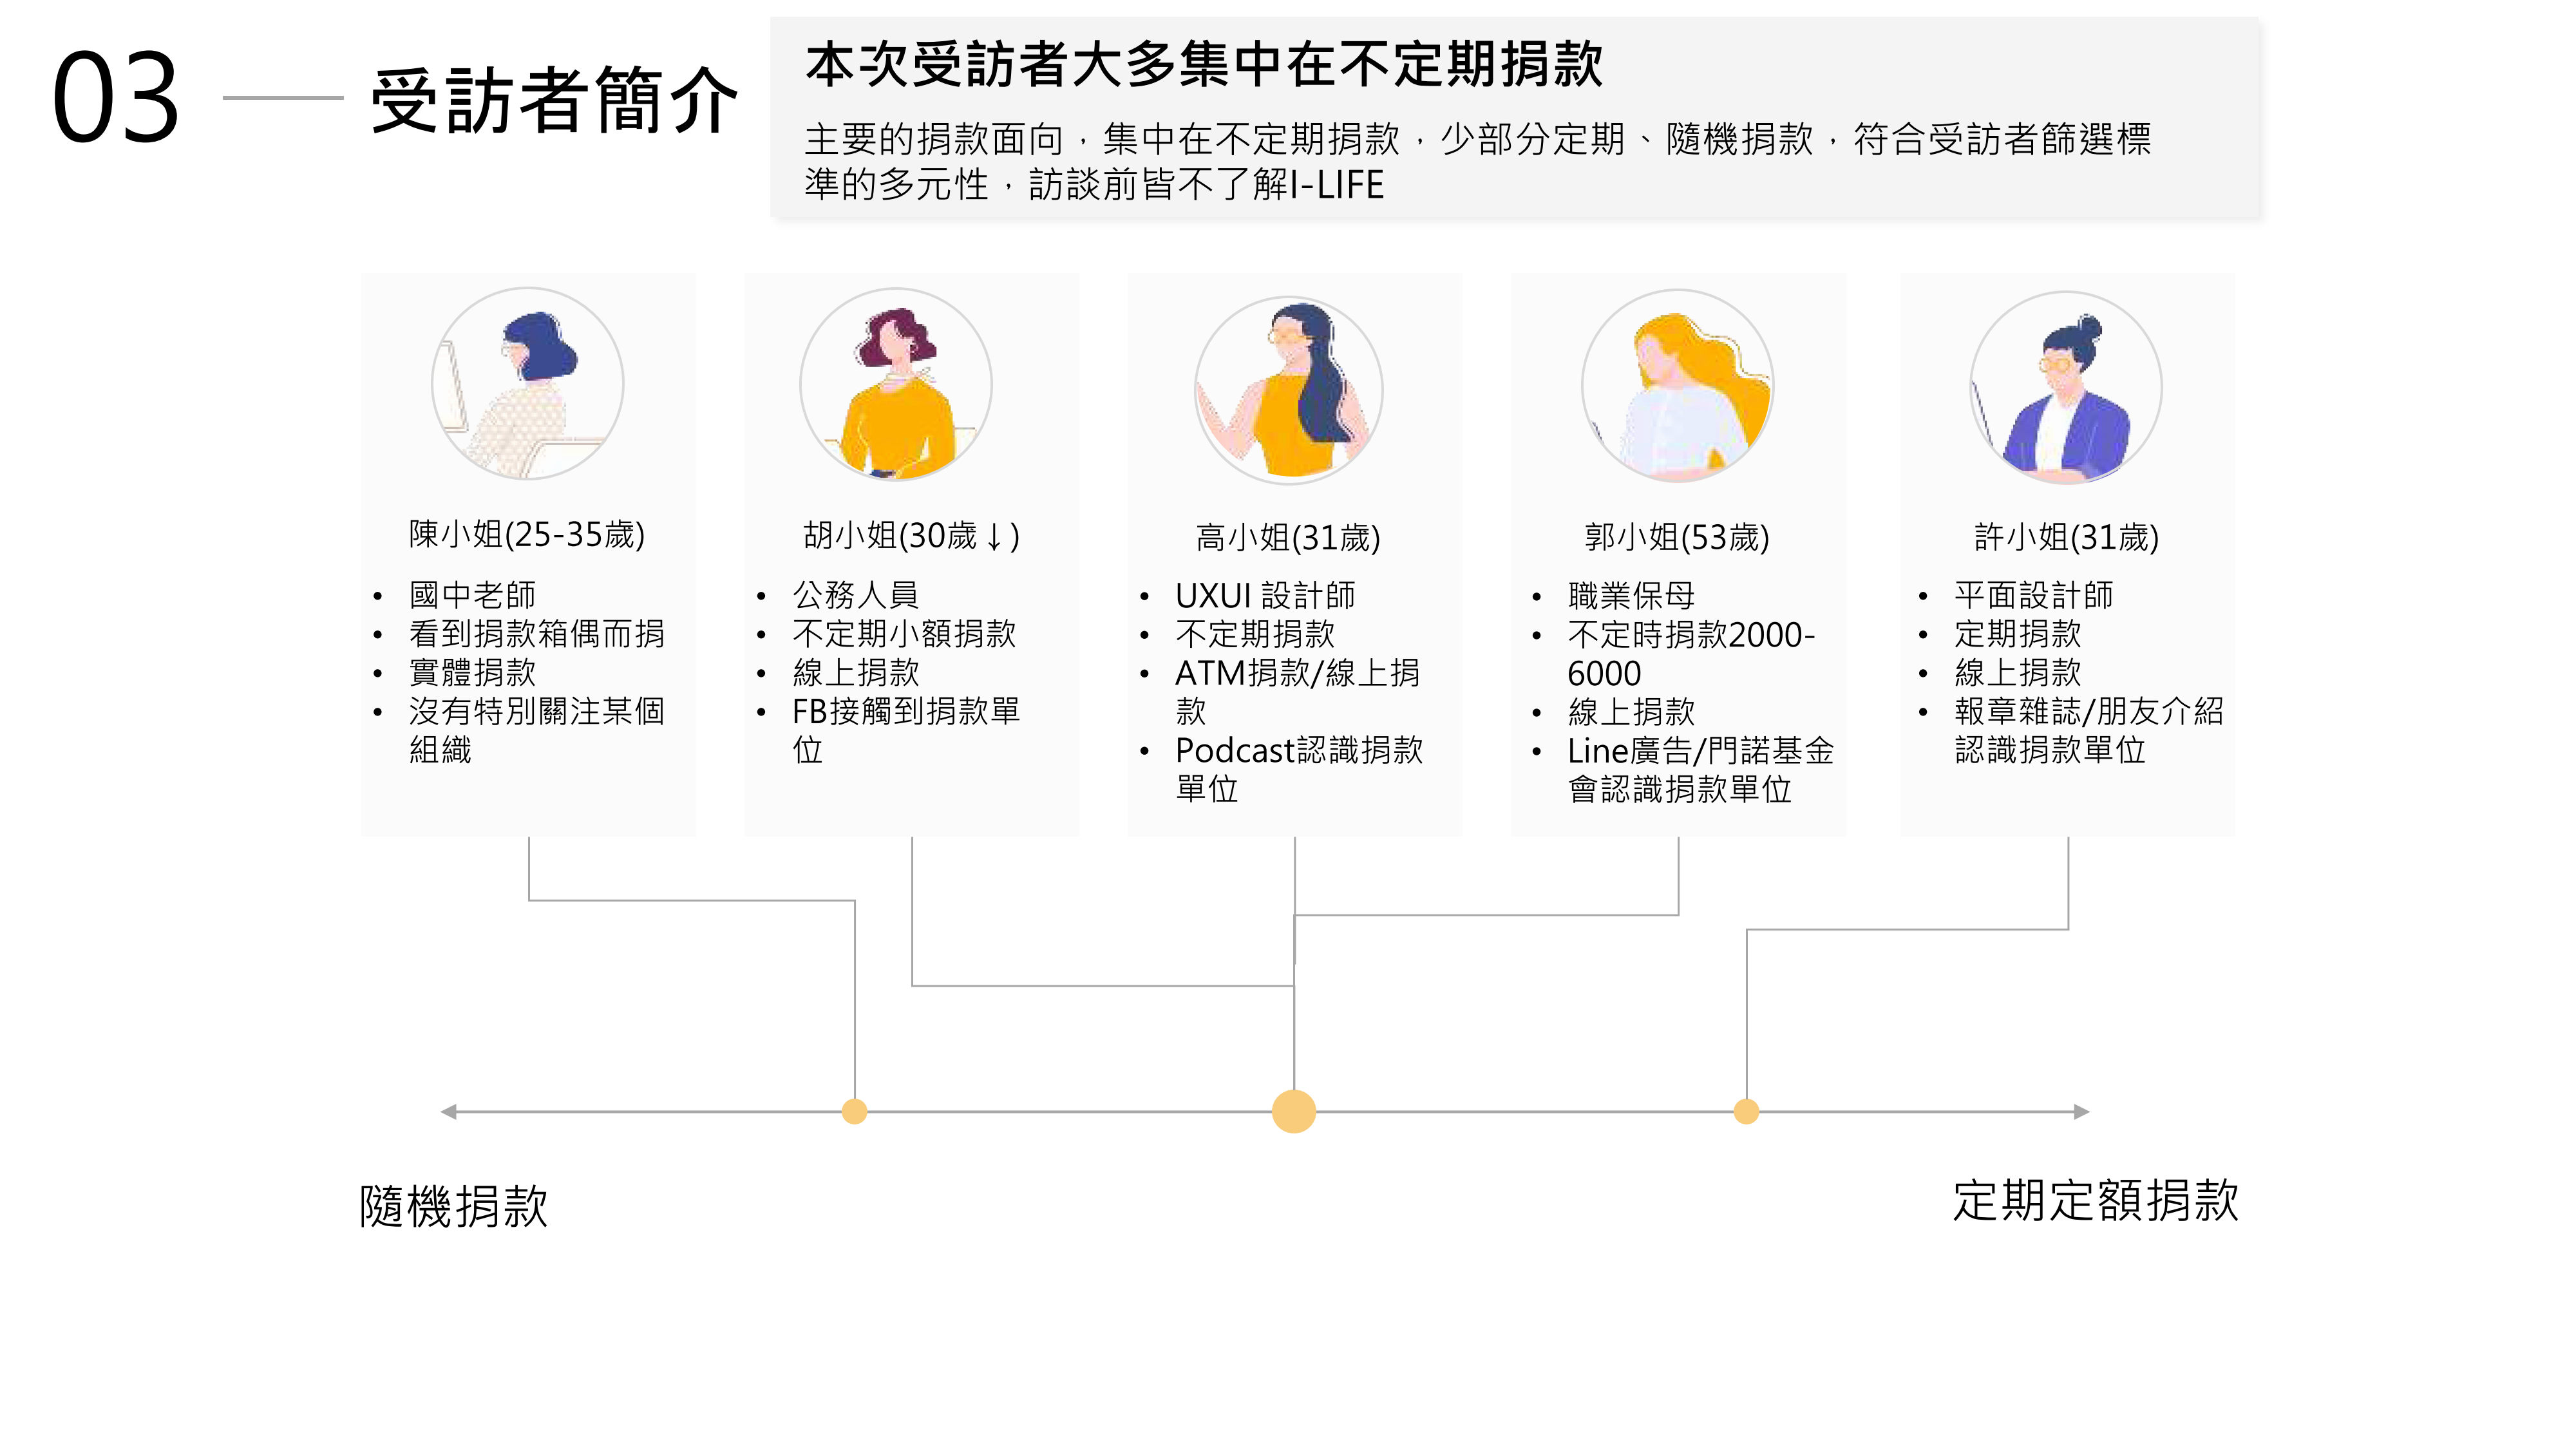 03
受訪者簡介
本次受訪者大多集中在不定期捐款
主要的捐款面向，集中在不定期捐款，少部分定期、隨機捐款，符合受訪者篩選標
準的多元性，訪談前皆不了解I-LIFE
陳小姐(25-35歲)
• 國中老師
• 看到捐款箱偶而捐
• 實體捐款
• 沒有特別關注某個
組織
胡小姐(30歲↓)
• 公務人員
• 不定期小額捐款
• 線上捐款
• FB接觸到捐款單
位
高小姐(31歲)
• UXUI 設計師
• 不定期捐款
• ATM捐款/線上捐
款
• Podcast認識捐款
單位
郭小姐(53歲)
• 職業保母
• 不定時捐款2000-
6000
• 線上捐款
• Line廣告/門諾基金
會認識捐款單位
許小姐(31歲)
• 平面設計師
• 定期捐款
• 線上捐款
• 報章雜誌/朋友介紹
認識捐款單位
隨機捐款
定期定額捐款